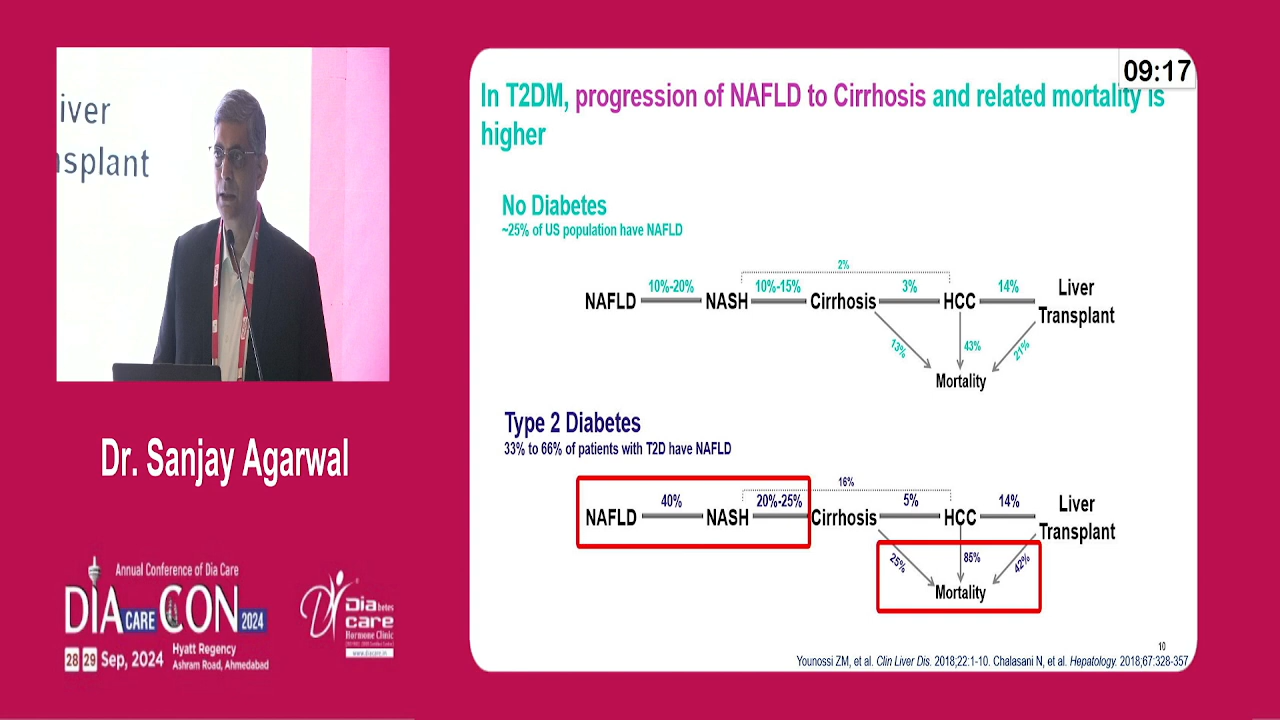 iver
nsplant
Dr. Sanjay Agarwal
Annual Conference of Dia Care
DIA CARE CON 2024
28 29 Sep, 2024
Hyatt Regency
Ashram Road, Ahmedabad
Diabetes
care
Hormone Clinic
www.diacare.in
09:17
In T2DM, progression of NAFLD to Cirrhosis and related mortality is
higher
No Diabetes
~25% of US population have NAFLD
2%
10%-20% 10%-15% 3% 14%
NAFLD NASH Cirrhosis HCC Liver
Transplant
13% 43% 21%
Mortality
Type 2 Diabetes
33% to 66% of patients with T2D have NAFLD
16%
40% 20%-25% 5% 14%
NAFLD NASH Cirrhosis HCC Liver
Transplant
25% 85% 42%
Mortality
10
Younossi ZM, et al. Clin Liver Dis. 2018;22:1-10. Chalasani N, et al. Hepatology. 2018;67:328-357